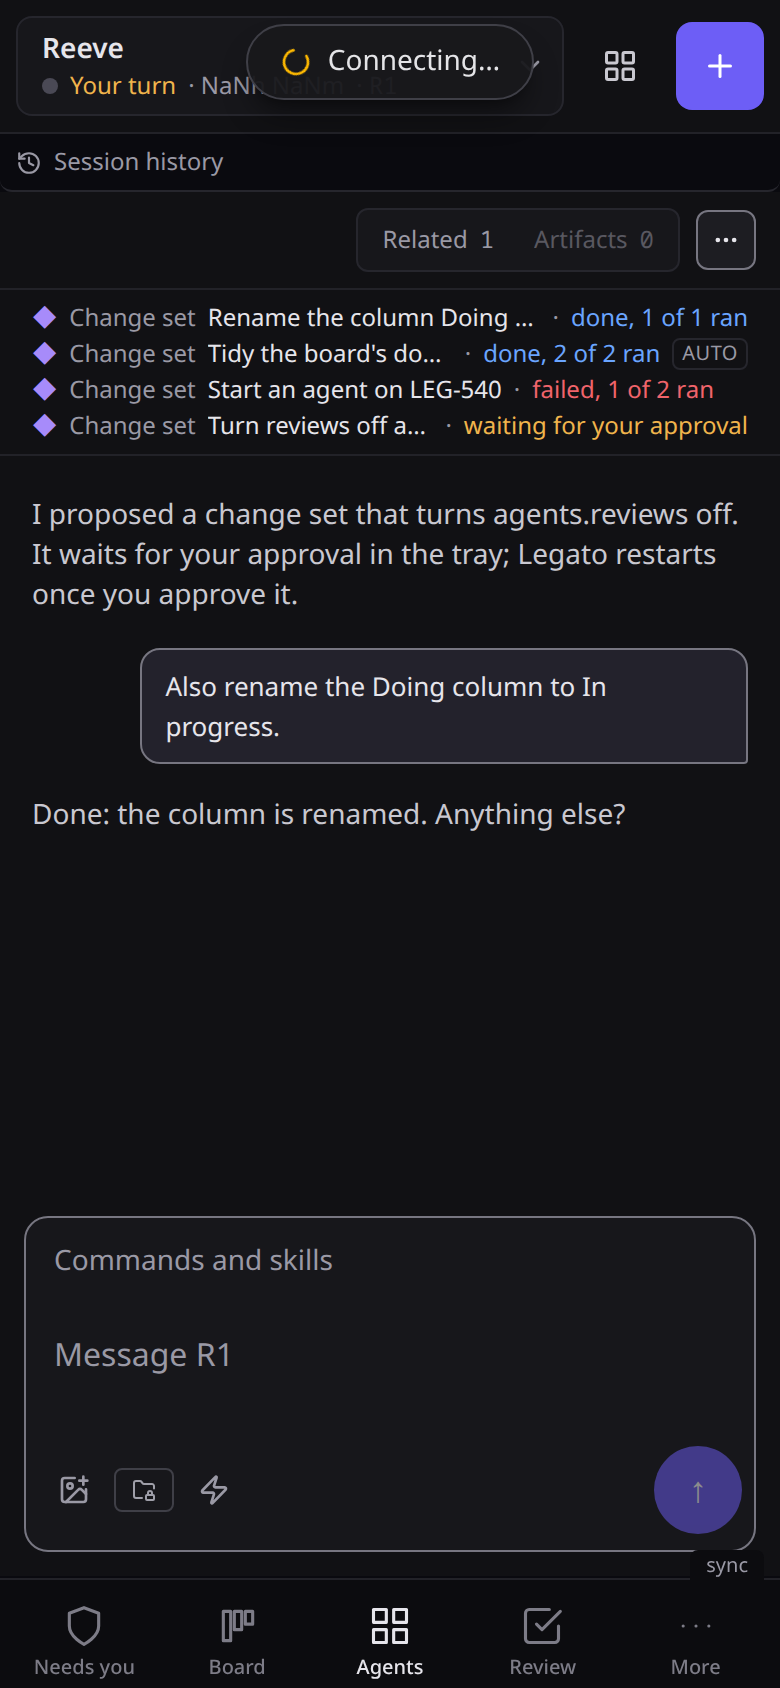 Reeve
Connecting...
Your turn · NaNh NaNm · R1
Session history
Related 1 Artifacts 0
Change set Rename the column Doing ... · done, 1 of 1 ran
Change set Tidy the board's do... · done, 2 of 2 ran AUTO
Change set Start an agent on LEG-540 · failed, 1 of 2 ran
Change set Turn reviews off a... · waiting for your approval
I proposed a change set that turns agents.reviews off.
It waits for your approval in the tray; Legato restarts
once you approve it.
Also rename the Doing column to In
progress.
Done: the column is renamed. Anything else?
Commands and skills
Message R1
sync
Needs you Board Agents Review More